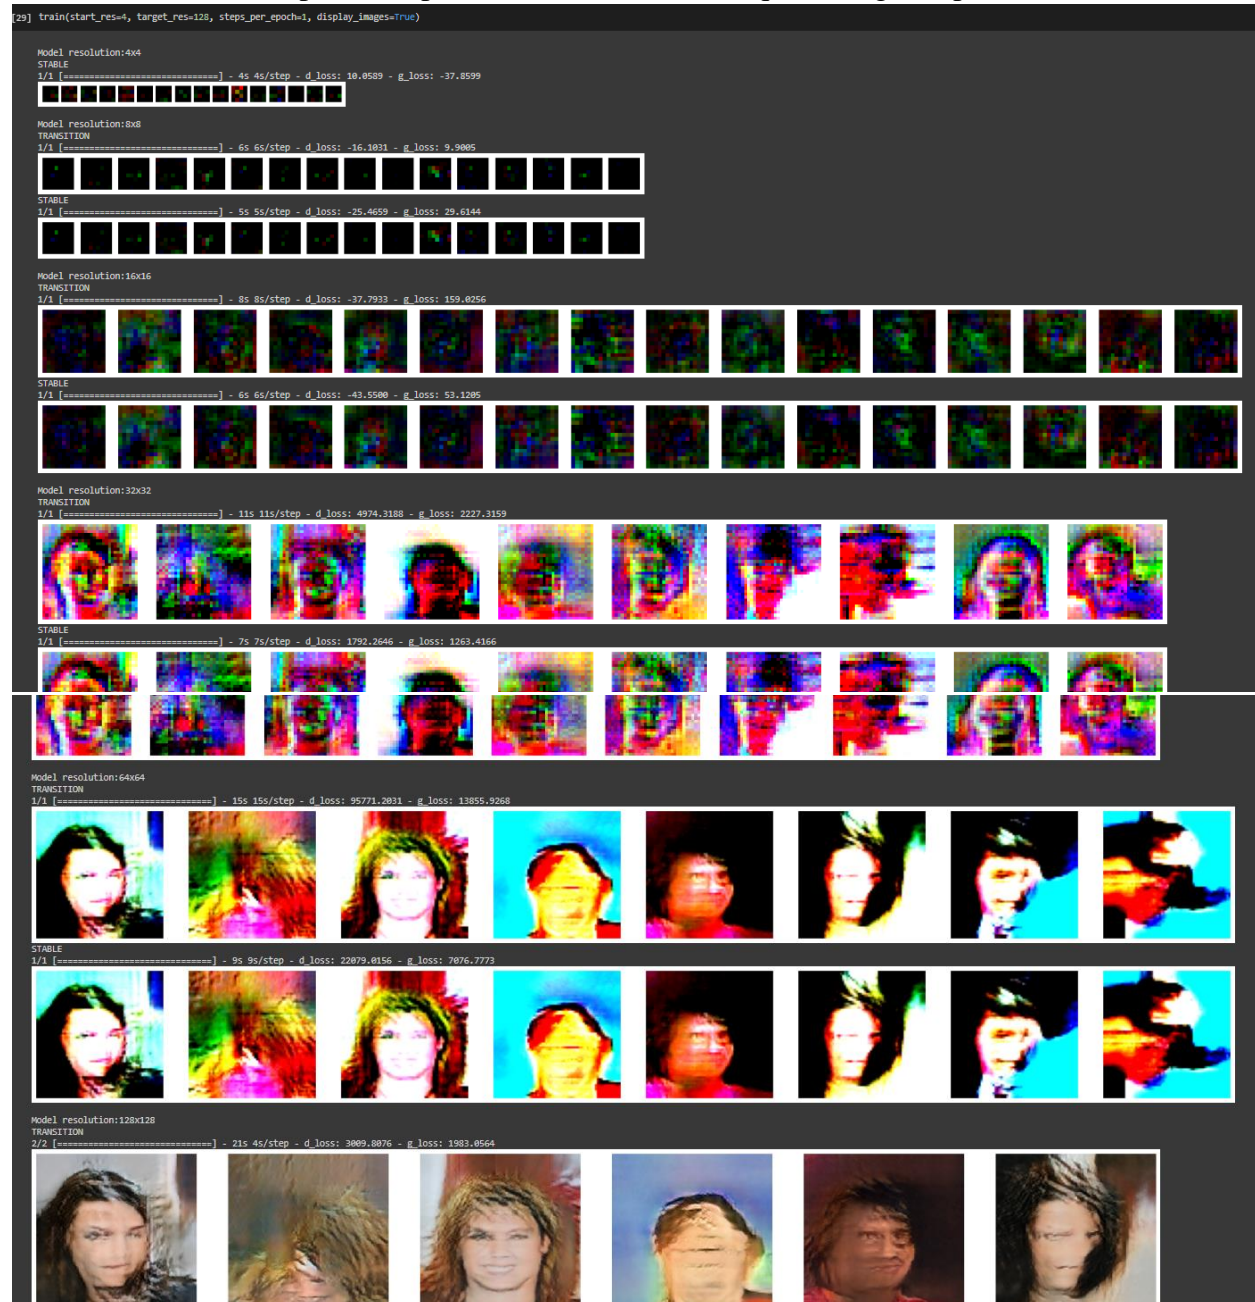 [29] train(start_res=4, target_res=128, steps_per_epoch=1, display_images=True)
Model resolution:4x4
STABLE
1/1 [==============================] - 4s 4s/step - d_loss: 10.0589 - g_loss: -37.8599
Model resolution:8x8
TRANSITION
1/1 [==============================] - 6s 6s/step - d_loss: -16.1031 - g_loss: 9.9005
STABLE
1/1 [==============================] - 5s 5s/step - d_loss: -25.4659 - g_loss: 29.6144
Model resolution:16x16
TRANSITION
1/1 [==============================] - 8s 8s/step - d_loss: -37.7933 - g_loss: 159.0256
STABLE
1/1 [==============================] - 6s 6s/step - d_loss: -43.5500 - g_loss: 53.1205
Model resolution:32x32
TRANSITION
1/1 [==============================] - 11s 11s/step - d_loss: 4974.3188 - g_loss: 2227.3159
STABLE
1/1 [==============================] - 7s 7s/step - d_loss: 1792.2646 - g_loss: 1263.4166
Model resolution:64x64
TRANSITION
1/1 [==============================] - 15s 15s/step - d_loss: 95771.2031 - g_loss: 13855.9268
STABLE
1/1 [==============================] - 9s 9s/step - d_loss: 22079.0156 - g_loss: 7076.7773
Model resolution:128x128
TRANSITION
2/2 [==============================] - 21s 4s/step - d_loss: 3009.8076 - g_loss: 1983.0564